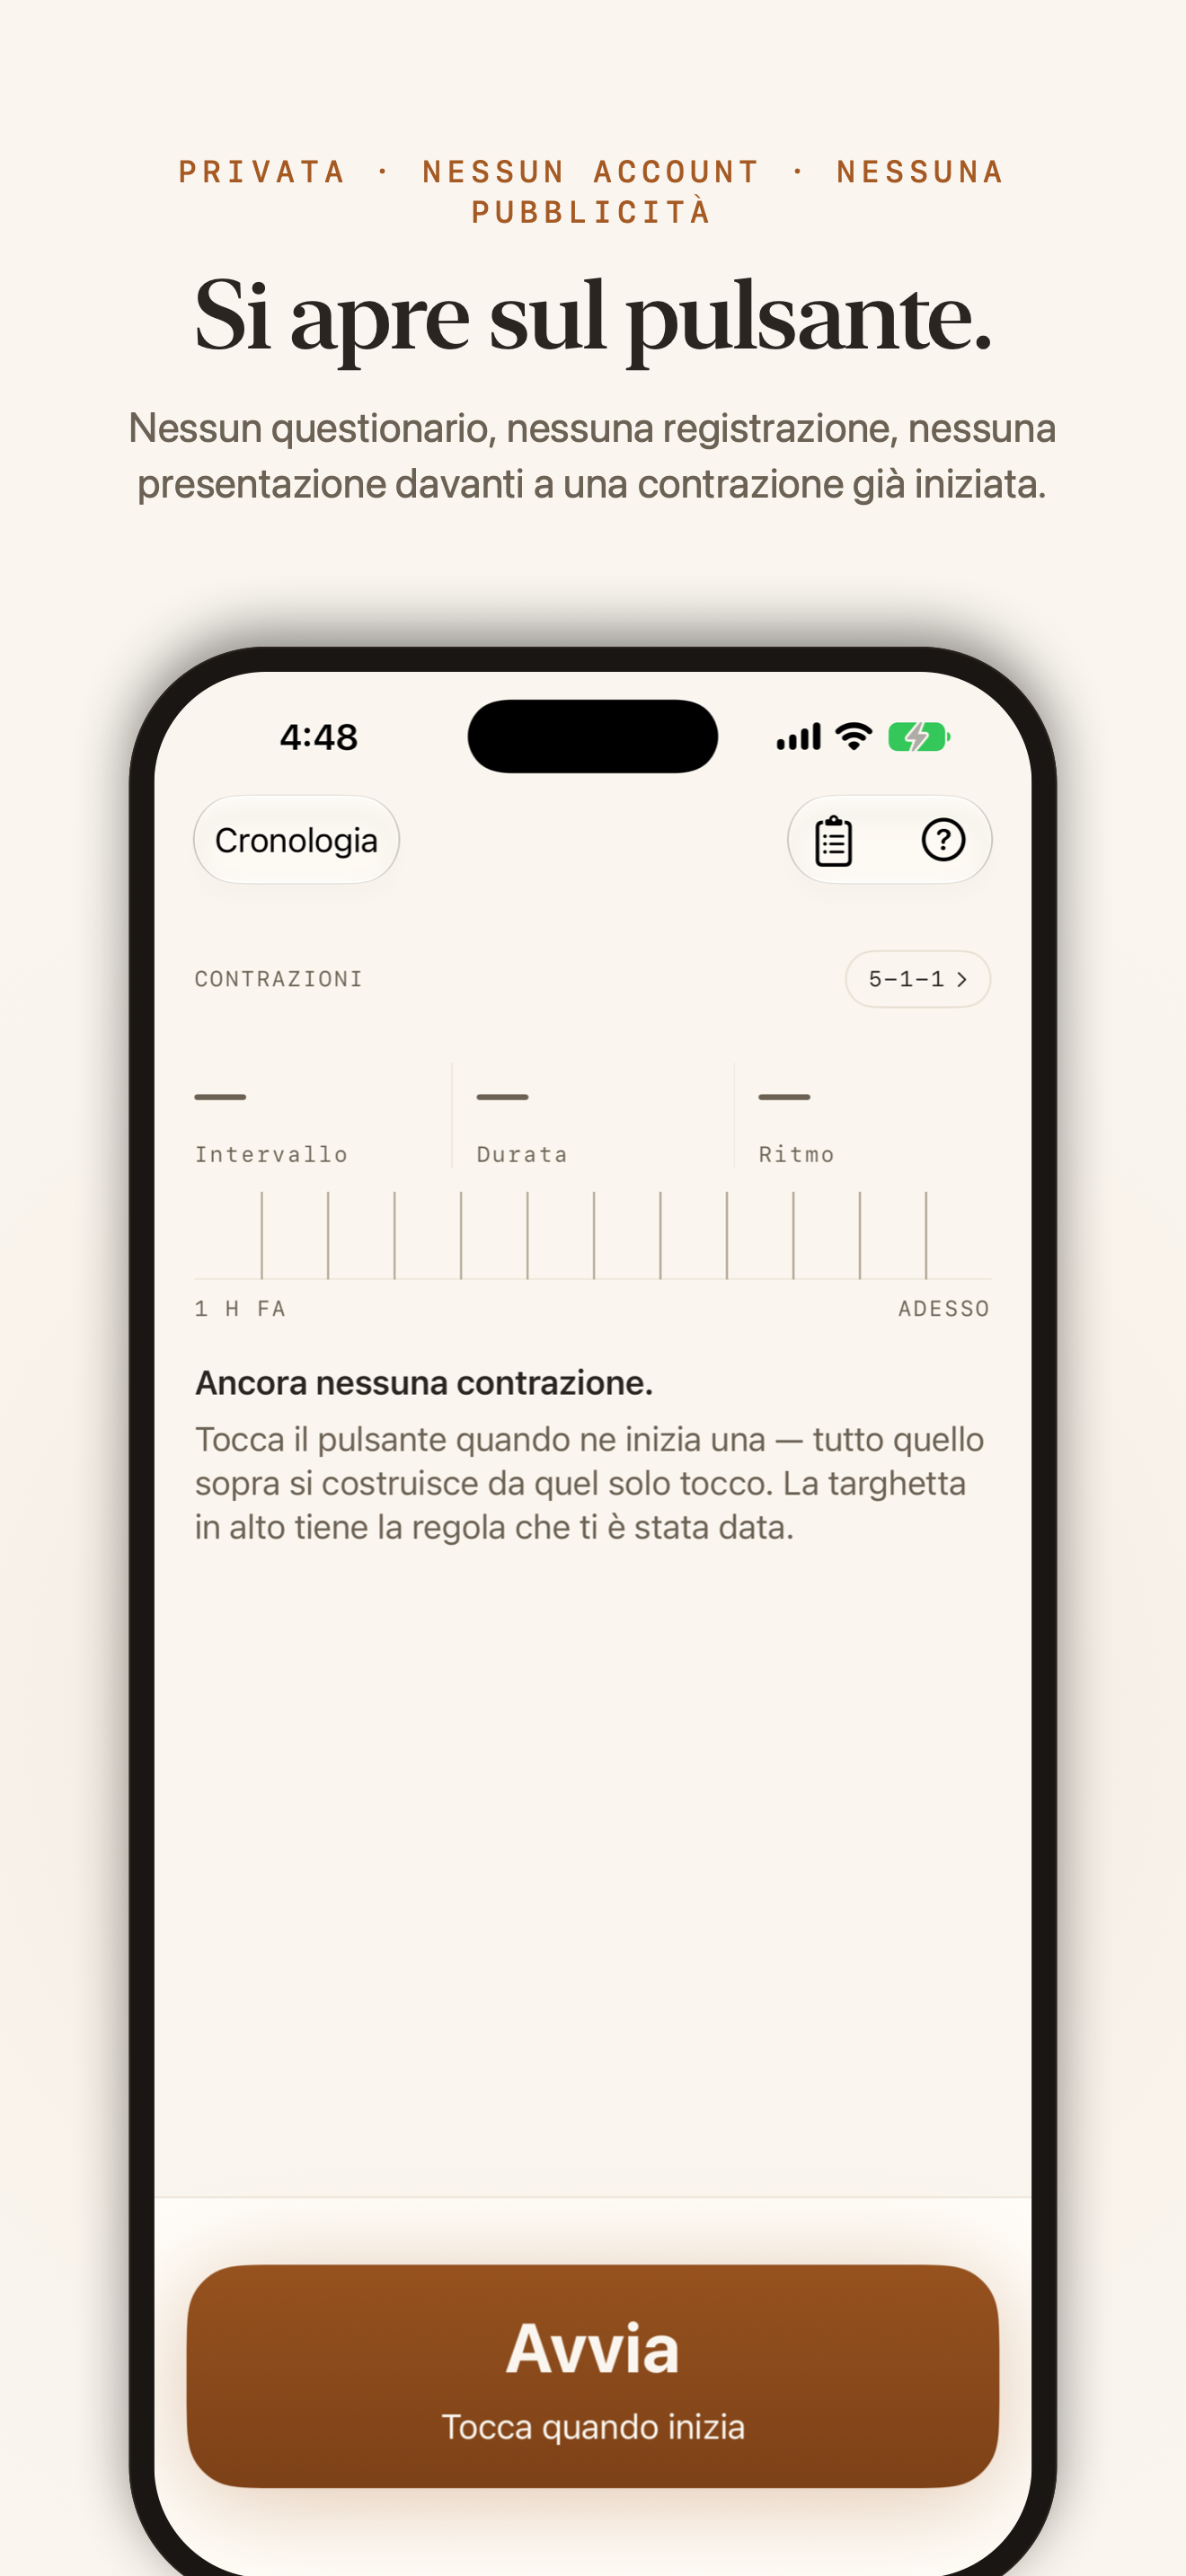 PRIVATA · NESSUN ACCOUNT · NESSUNA
PUBBLICITÀ
Si apre sul pulsante.
Nessun questionario, nessuna registrazione, nessuna
presentazione davanti a una contrazione già iniziata.
4:48
Cronologia
?
CONTRAZIONI
5-1-1 >
Intervallo
Durata
Ritmo
1 H FA
ADESSO
Ancora nessuna contrazione.
Tocca il pulsante quando ne inizia una — tutto quello
sopra si costruisce da quel solo tocco. La targhetta
in alto tiene la regola che ti è stata data.
Avvia
Tocca quando inizia